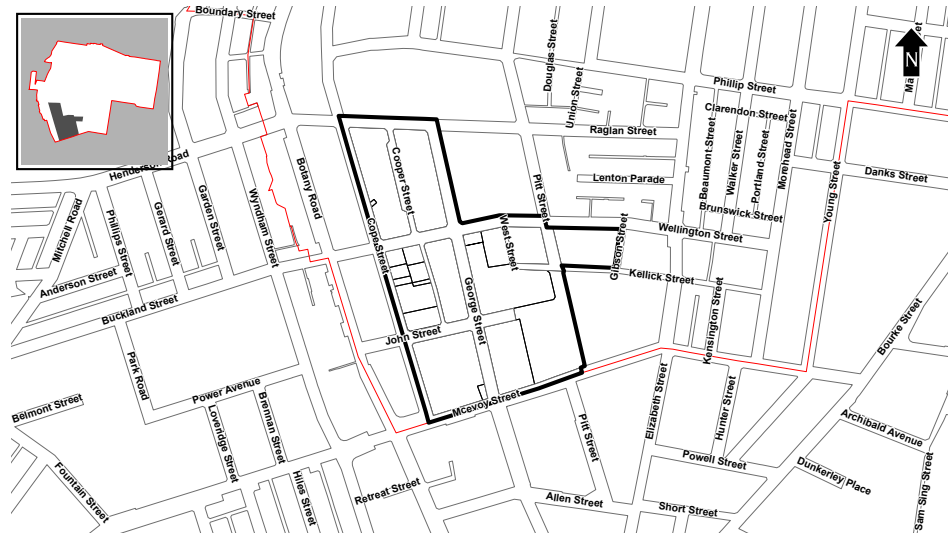 Boundary Street
N
Ma
Douglas Street
Union Street
Phillip Street
Clarendon Street
Raglan Street
Morehead Street
Beaumont Street
Walker Street
Portland Street
Henderson Road
Botany Road
Cooper Street
Lenton Parade
Pitt Street
Young Street
Danks Street
Mitchell Road
Phillips Street
Gerard Street
Garden Street
Wyndham Street
Brunswick Street
Wellington Street
West Street
Gibson Street
Cope Street
Anderson Street
Buckland Street
Kellick Street
Kensington Street
George Street
Bourke Street
John Street
Park Road
Power Avenue
Mcevoy Street
Belmont Street
Loveridge Street
Brennan Street
Pitt Street
Elizabeth Street
Hunter Street
Archibald Avenue
Powell Street
Dunkerley Place
Fountain Street
Hiles Street
Retreat Street
Allen Street
Short Street
Sam Sing Street